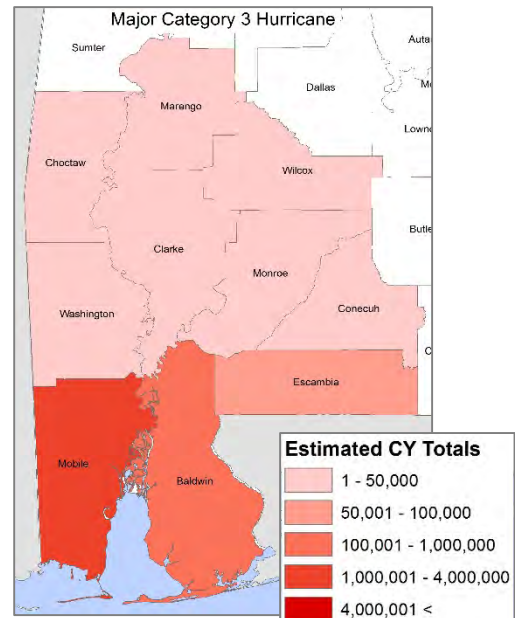 Major Category 3 Hurricane
Sumter
Marango
Dallas
Choctaw
Wilcox
Clarke
Monroe
Washington
Conecuh
Escambia
Mobile
Baldwin
Estimated CY Totals
1 - 50,000
50,001 - 100,000
100,001 - 1,000,000
1,000,001 - 4,000,000
4,000,001 <